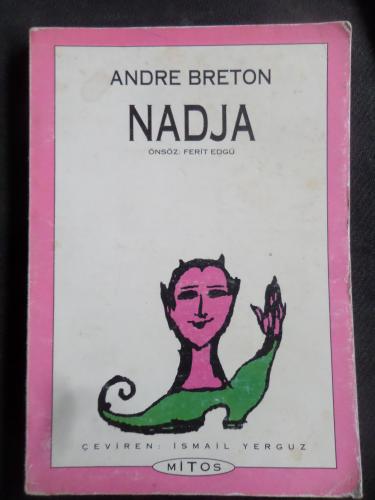 ANDRE BRETON
NADJA
ÖNSÖZ: FERİT EDGÜ
ÇEVİREN: İSMAİL YERGUZ
MİTOS